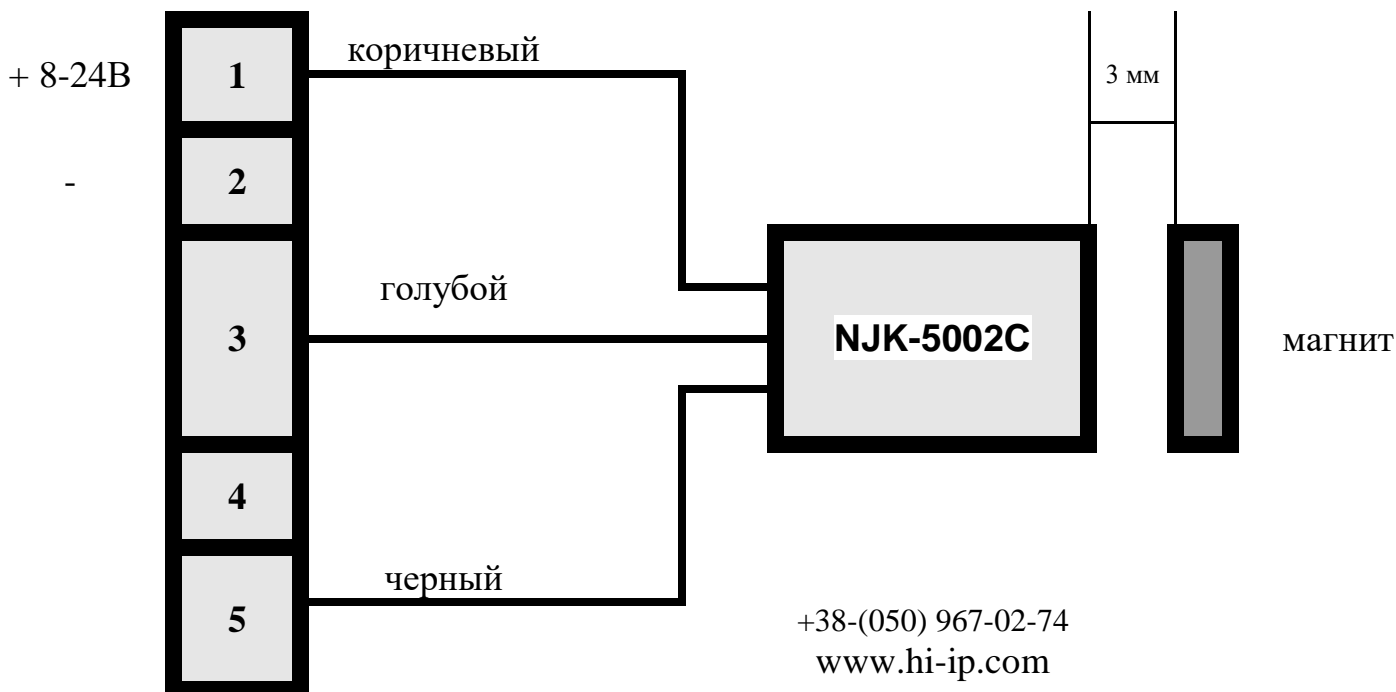 коричневый
+ 8-24В
1
3 мм
-
2
голубой
3
NJK-5002C
магнит
4
черный
5
+38-(050) 967-02-74
www.hi-ip.com